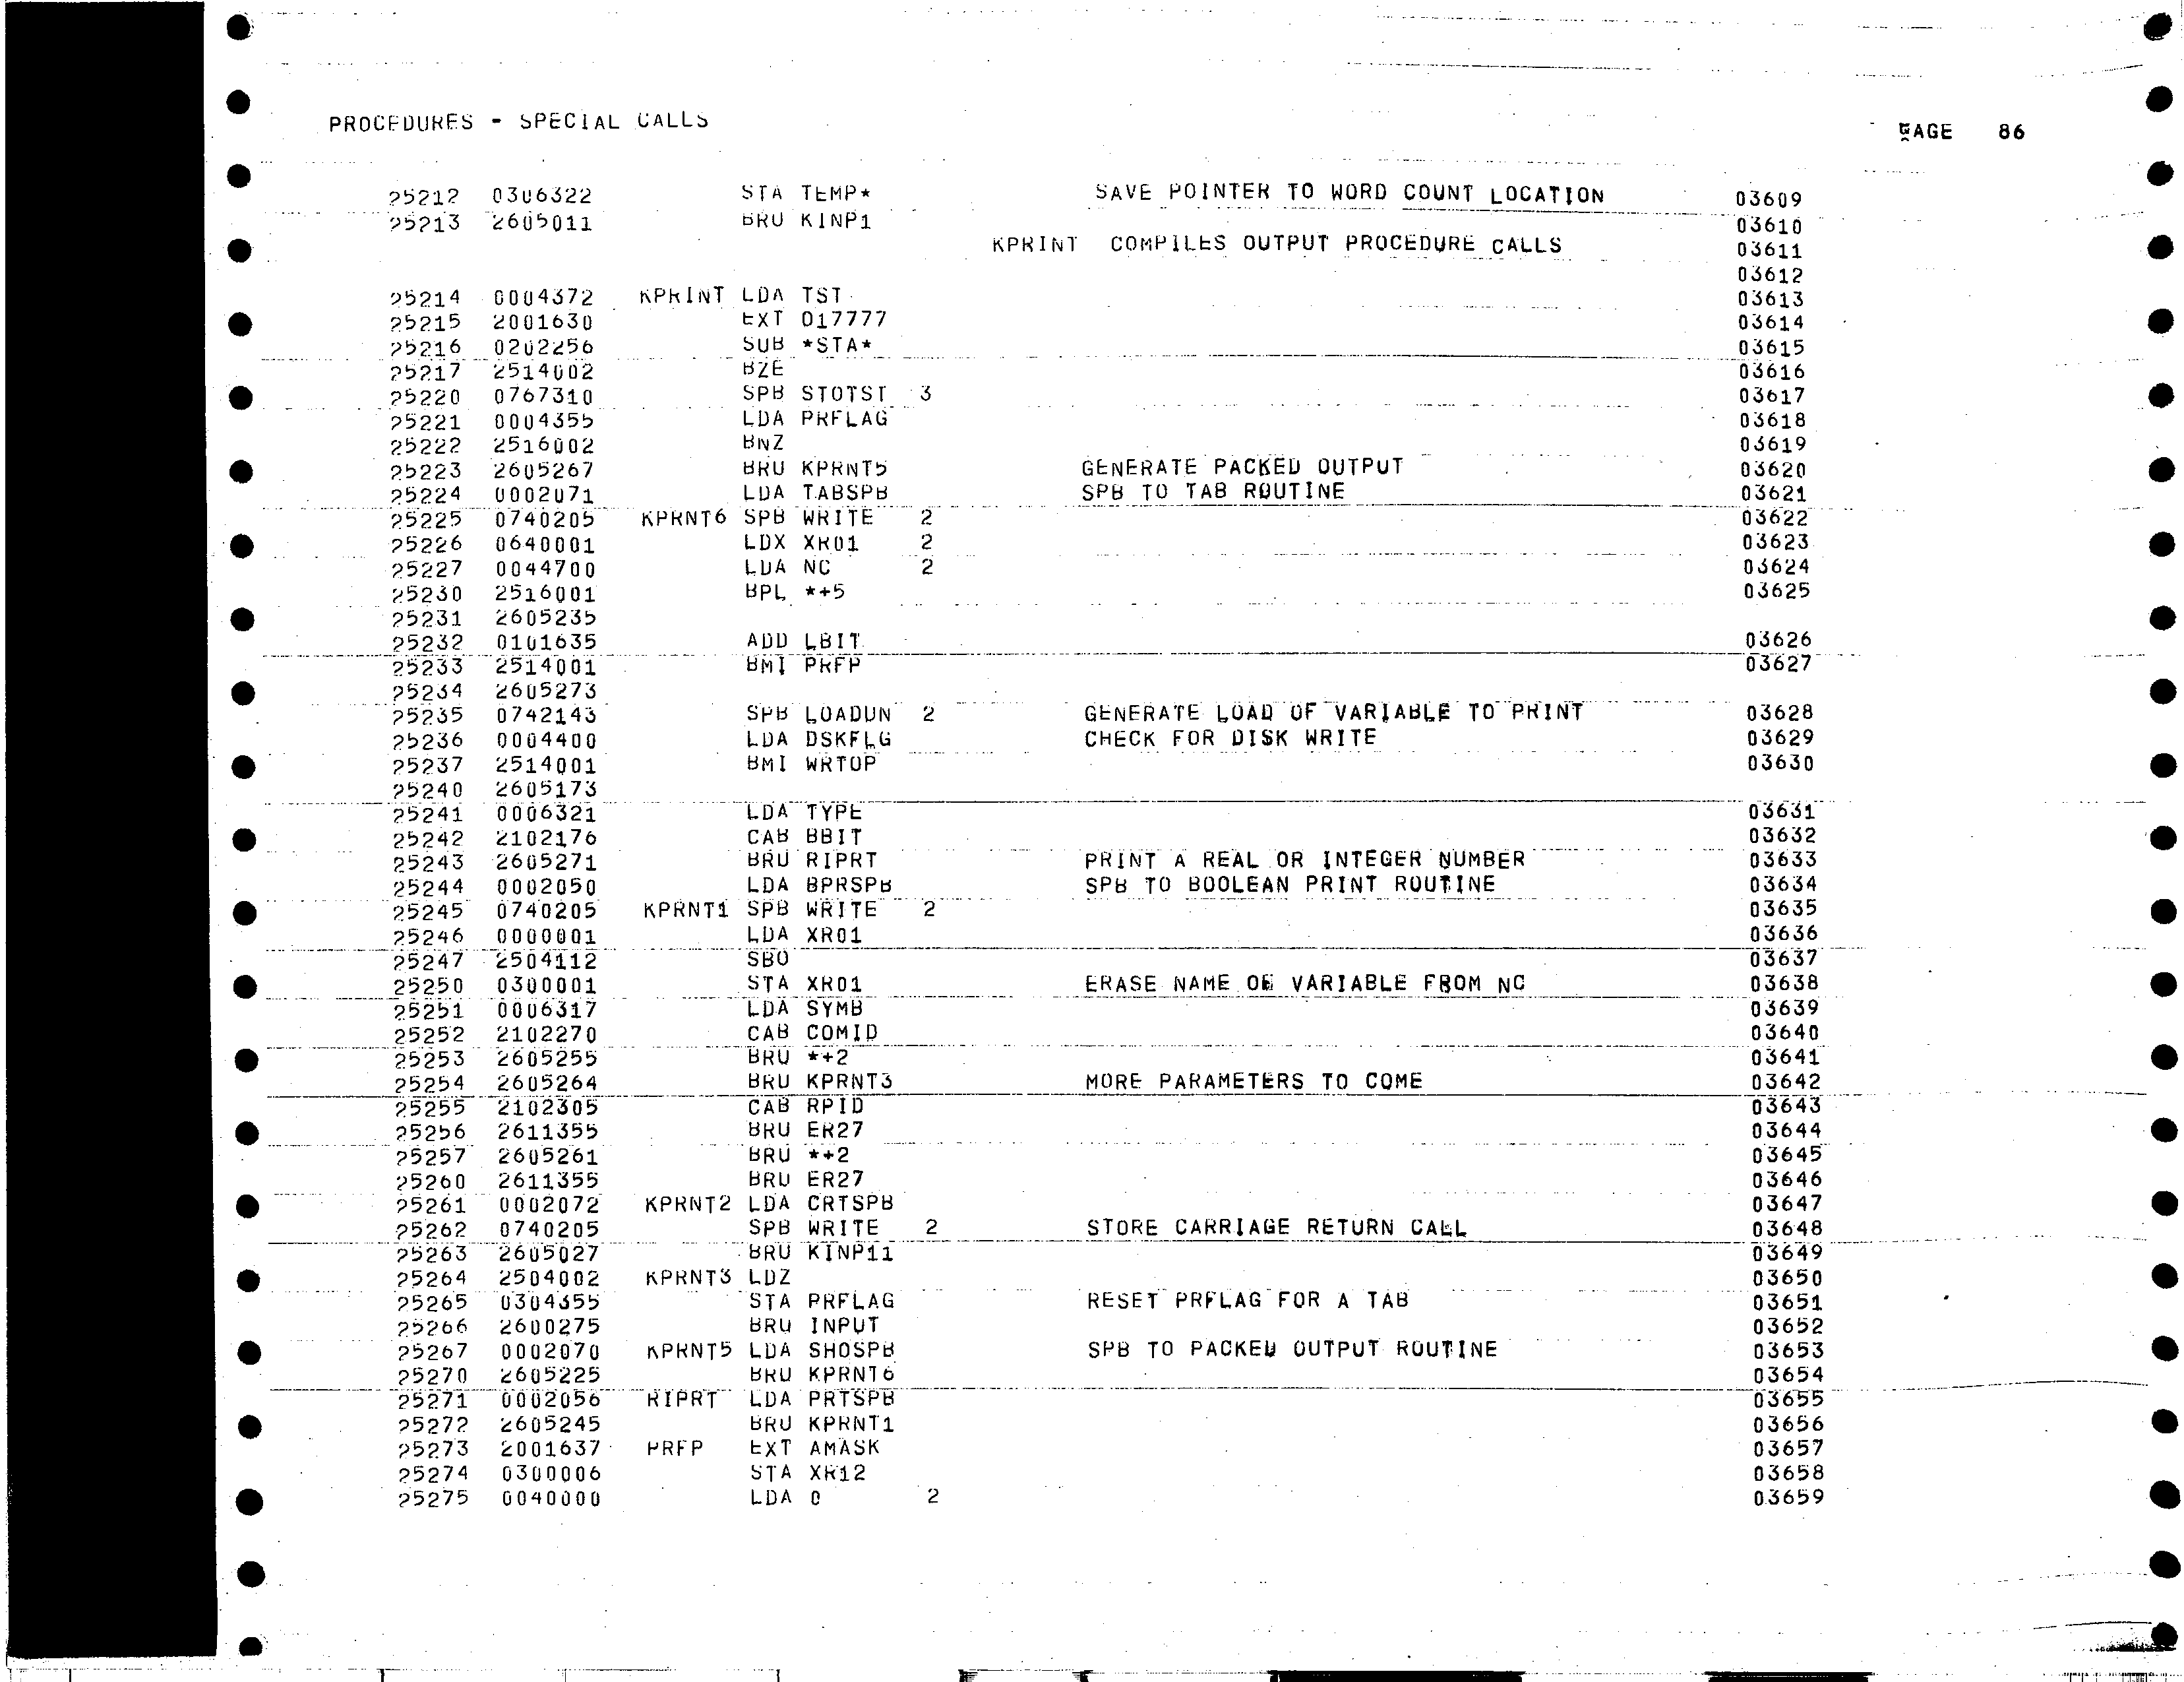 PROCEDURES - SPECIAL CALLS PAGE 86
25212 0306322 STA TEMP* SAVE POINTER TO WORD COUNT LOCATION 03609
25213 2605011 BRU KINP1 03610
KPRINT COMPILES OUTPUT PROCEDURE CALLS 03611
03612
25214 0004372 KPRINT LDA TST 03613
25215 2001630 EXT O17777 03614
25216 0202256 SUB *STA* 03615
25217 2514002 BZE 03616
25220 0767310 SPB STOTST 3 03617
25221 0004355 LDA PRFLAG 03618
25222 2516002 BNZ 03619
25223 2605267 BRU KPRNT5 GENERATE PACKED OUTPUT 03620
25224 0002071 LDA TABSPB SPB TO TAB ROUTINE 03621
25225 0740205 KPRNT6 SPB WRITE 2 03622
25226 0640001 LDX XR01 2 03623
25227 0044700 LDA NC 2 03624
25230 2516001 BPL *+5 03625
25231 2605235
25232 0101635 ADD LBIT 03626
25233 2514001 BMI PRFP 03627
25234 2605273
25235 0742143 SPB LOADUN 2 GENERATE LOAD OF VARIABLE TO PRINT 03628
25236 0004400 LDA DSKFLG CHECK FOR DISK WRITE 03629
25237 2514001 BMI WRTOP 03630
25240 2605173
25241 0006321 LDA TYPE 03631
25242 2102176 CAB BBIT 03632
25243 2605271 BRU RIPRT PRINT A REAL OR INTEGER NUMBER 03633
25244 0002050 LDA BPRSPB SPB TO BOOLEAN PRINT ROUTINE 03634
25245 0740205 KPRNT1 SPB WRITE 2 03635
25246 0000001 LDA XR01 03636
25247 2504112 SBO 03637
25250 0300001 STA XR01 ERASE NAME OF VARIABLE FROM NC 03638
25251 0006317 LDA SYMB 03639
25252 2102270 CAB COMID 03640
25253 2605255 BRU *+2 03641
25254 2605264 BRU KPRNT3 MORE PARAMETERS TO COME 03642
25255 2102305 CAB RPID 03643
25256 2611355 BRU ER27 03644
25257 2605261 BRU *+2 03645
25260 2611355 BRU ER27 03646
25261 0002072 KPRNT2 LDA CRTSPB 03647
25262 0740205 SPB WRITE 2 STORE CARRIAGE RETURN CALL 03648
25263 2605027 BRU KINP11 03649
25264 2504002 KPRNT3 LDZ 03650
25265 0304355 STA PRFLAG RESET PRFLAG FOR A TAB 03651
25266 2600275 BRU INPUT 03652
25267 0002070 KPRNT5 LDA SHOSPB SPB TO PACKED OUTPUT ROUTINE 03653
25270 2605225 BRU KPRNT6 03654
25271 0002056 RIPRT LDA PRTSPB 03655
25272 2605245 BRU KPRNT1 03656
25273 2001637 PRFP EXT AMASK 03657
25274 0300006 STA XR12 03658
25275 0040000 LDA 0 2 03659